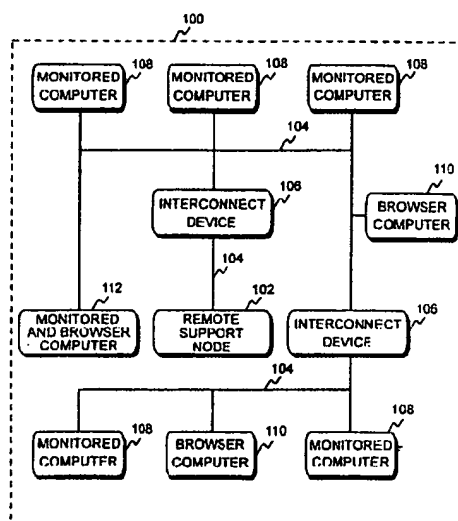 100
108
108
108
MONITORED
COMPUTER
MONITORED
COMPUTER
MONITORED
COMPUTER
104
106
110
INTERCONNECT
DEVICE
BROWSER
COMPUTER
104
112
102
106
MONITORED
AND BROWSER
COMPUTER
REMOTE
SUPPORT
NODE
INTERCONNECT
DEVICE
104
108
110
108
MONITORED
COMPUTER
BROWSER
COMPUTER
MONITORED
COMPUTER